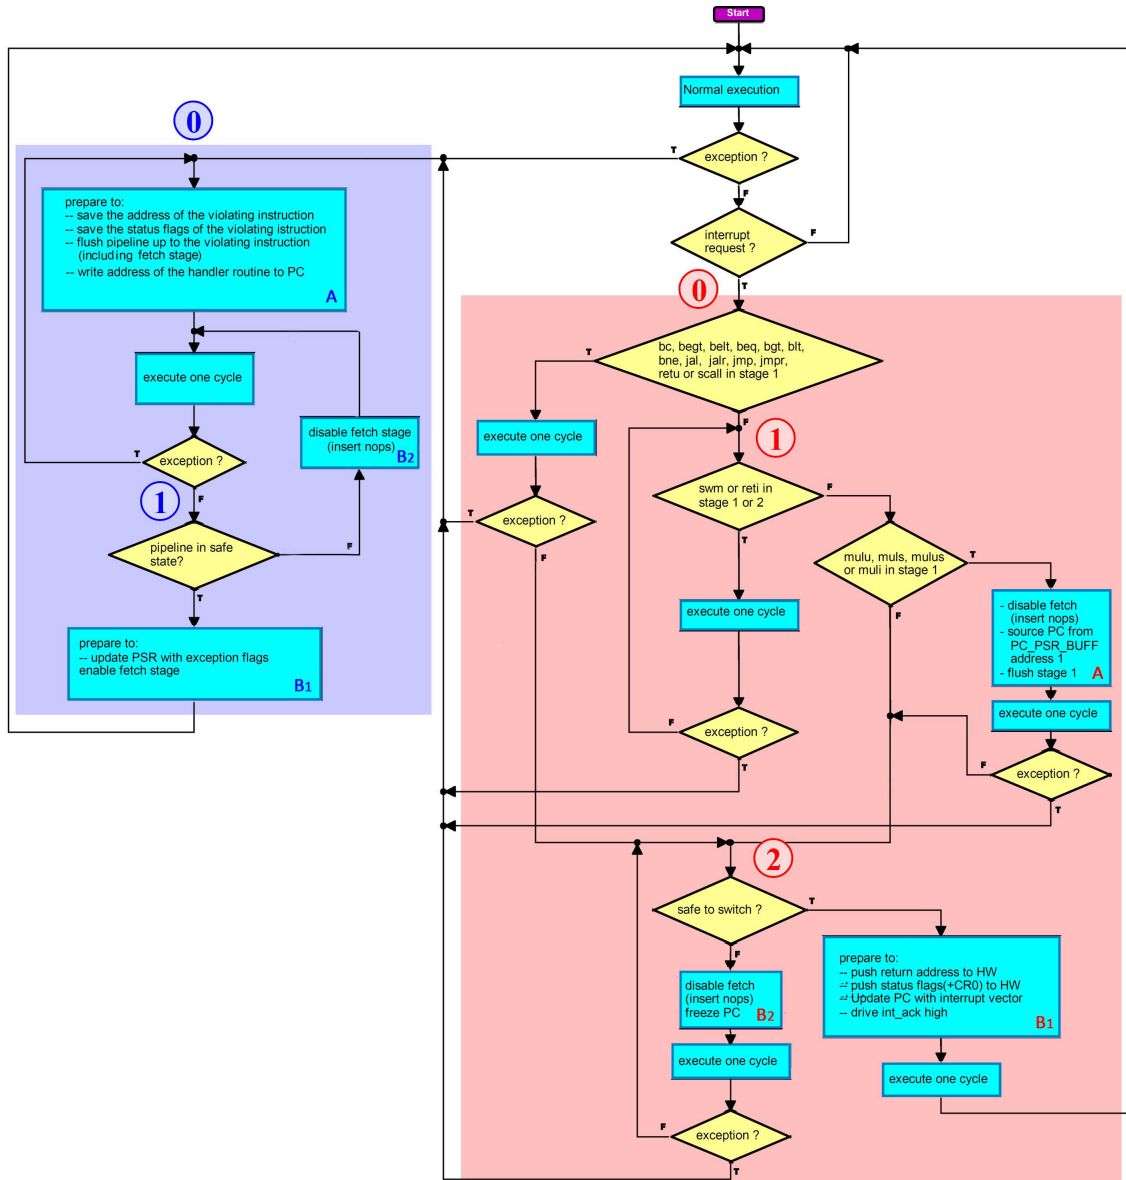 Start
Normal execution
exception ?
T
F
interrupt
request ?
F
T
0
prepare to:
-- save the address of the violating instruction
-- save the status flags of the violating istruction
-- flush pipeline up to the violating instruction
(including fetch stage)
-- write address of the handler routine to PC
A
execute one cycle
disable fetch stage
(insert nops)
B2
exception ?
T
F
1
pipeline in safe
state?
F
T
prepare to:
-- update PSR with exception flags
enable fetch stage
B1
0
bc, begt, belt, beq, bgt, blt,
bne, jal, jalr, jmp, jmpr,
retu or scall in stage 1
T
F
execute one cycle
exception ?
T
F
1
swm or reti in
stage 1 or 2
F
T
execute one cycle
exception ?
F
T
mulu, muls, mulus
or muli in stage 1
T
F
- disable fetch
(insert nops)
- source PC from
PC_PSR_BUFF
address 1
- flush stage 1
A
execute one cycle
exception ?
F
T
2
safe to switch ?
T
F
disable fetch
(insert nops)
freeze PC
B2
execute one cycle
exception ?
F
T
prepare to:
-- push return address to HW
-- push status flags(+CR0) to HW
-- Update PC with interrupt vector
-- drive int_ack high
B1
execute one cycle